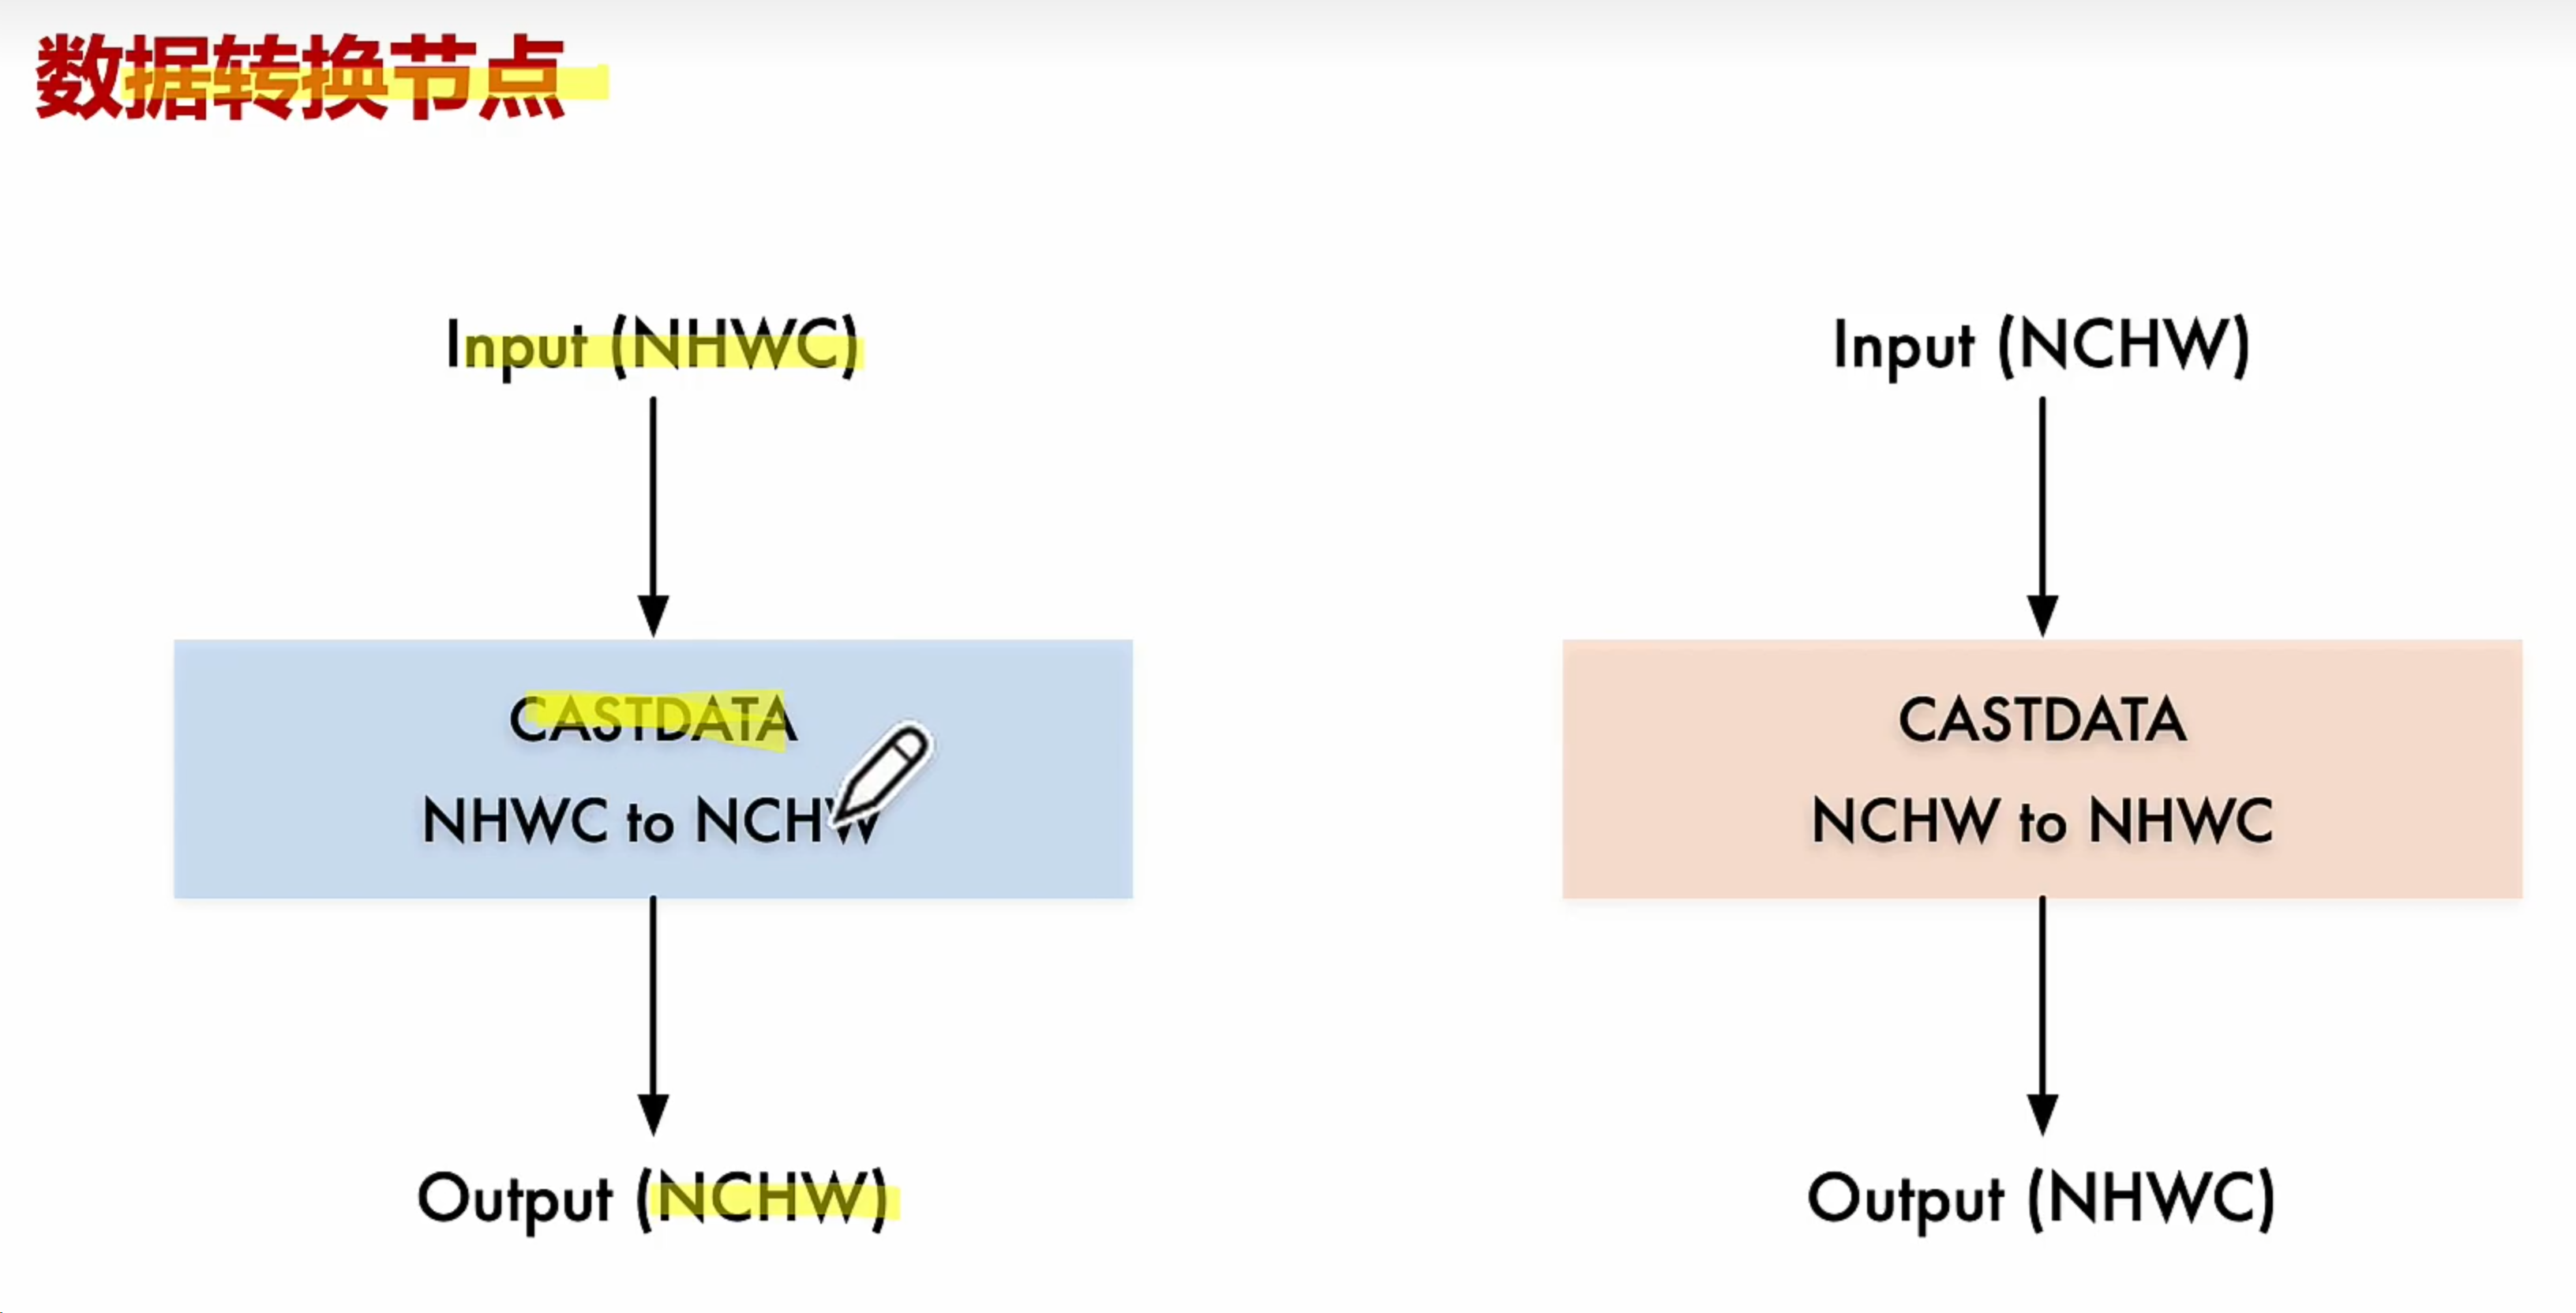 数据转换节点
Input (NHWC)
CASTDATA
NHWC to NCHW
Output (NCHW)
Input (NCHW)
CASTDATA
NCHW to NHWC
Output (NHWC)